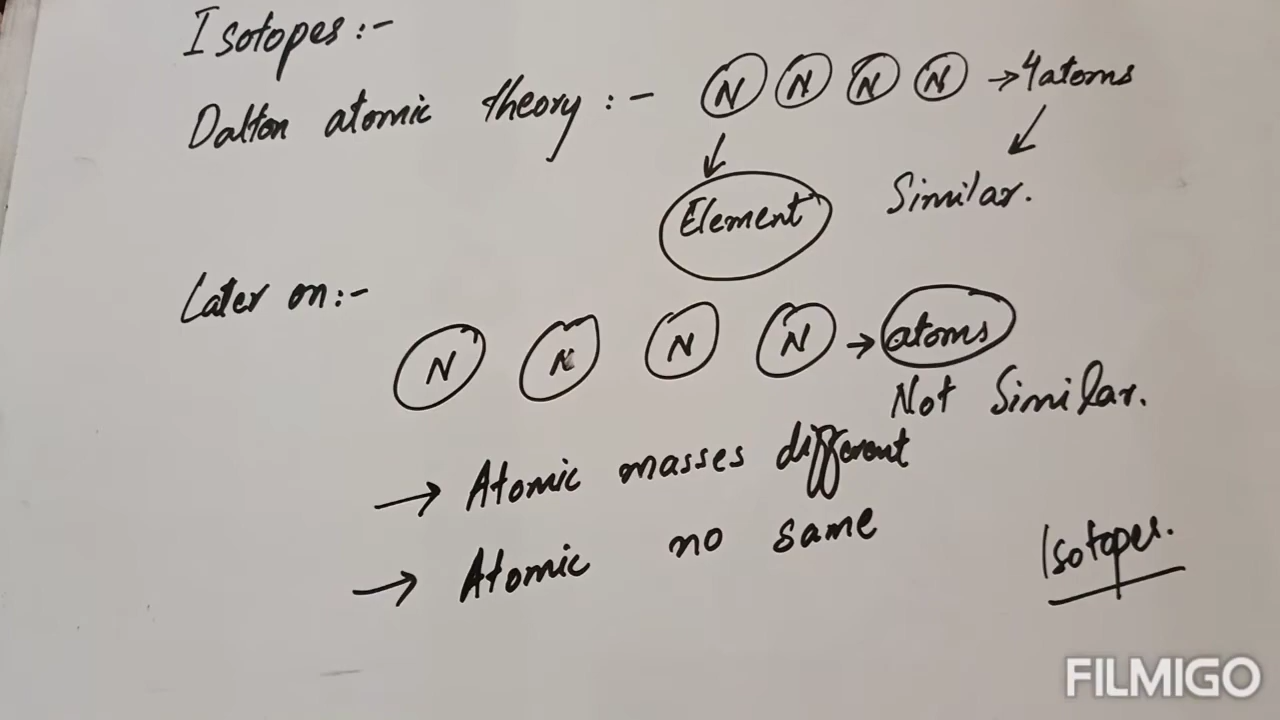 Isotopes :-
Dalton atomic theory :- N N N N → 4 atoms
Element Similar.
Later on :-
N N N N → atoms
Not Similar.
→ Atomic masses different
→ Atomic no same
Isotopes.
FILMIGO